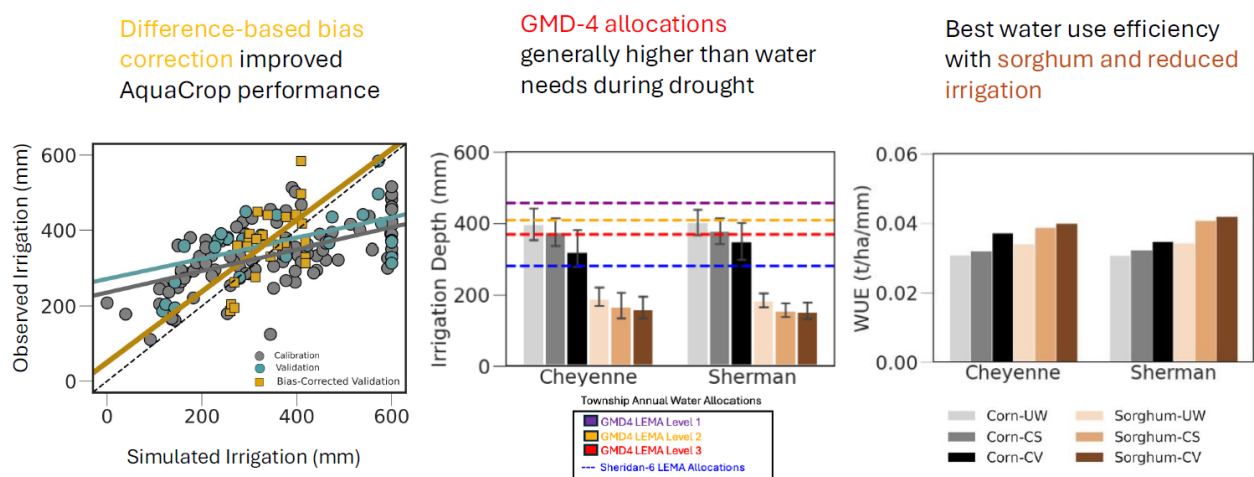 Difference-based bias
correction improved
AquaCrop performance
GMD-4 allocations
generally higher than water
needs during drought
Best water use efficiency
with sorghum and reduced
irrigation
Observed Irrigation (mm)
600
400
200
0
0
200
400
600
Calibration
Validation
Bias-Corrected Validation
Simulated Irrigation (mm)
Irrigation Depth (mm)
600
400
200
0
Cheyenne
Sherman
Township Annual Water Allocations
GMD4 LEMA Level 1
GMD4 LEMA Level 2
GMD4 LEMA Level 3
Sheridan-6 LEMA Allocations
WUE (t/ha/mm)
0.06
0.04
0.02
0.00
Cheyenne
Sherman
Corn-UW
Corn-CS
Corn-CV
Sorghum-UW
Sorghum-CS
Sorghum-CV